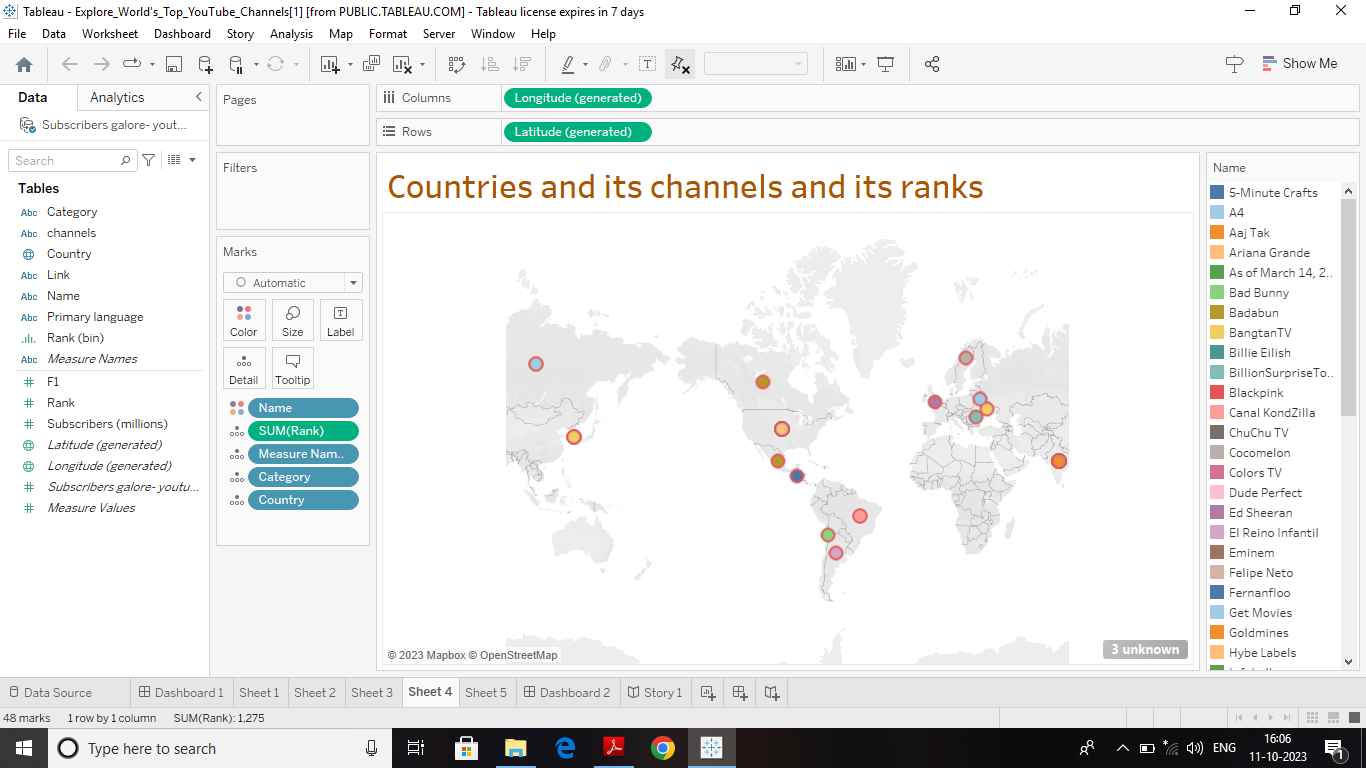 Tableau - Explore_World's_Top_YouTube_Channels[1] [from PUBLIC.TABLEAU.COM] - Tableau license expires in 7 days
File Data Worksheet Dashboard Story Analysis Map Format Server Window Help
Show Me
Data Analytics
Subscribers galore- yout...
Search
Tables
Abc Category
Abc channels
Country
Abc Link
Abc Name
Abc Primary language
Rank (bin)
Abc Measure Names
F1
Rank
Subscribers (millions)
Latitude (generated)
Longitude (generated)
Subscribers galore- youtu...
Measure Values
Pages
Filters
Marks
Automatic
Color Size Label
Detail Tooltip
Name
SUM(Rank)
Measure Nam..
Category
Country
Columns Longitude (generated)
Rows Latitude (generated)
Countries and its channels and its ranks
© 2023 Mapbox © OpenStreetMap
3 unknown
Name
5-Minute Crafts
A4
Aaj Tak
Ariana Grande
As of March 14, 2..
Bad Bunny
Badabun
BangtanTV
Billie Eilish
BillionSurpriseTo..
Blackpink
Canal KondZilla
ChuChu TV
Cocomelon
Colors TV
Dude Perfect
Ed Sheeran
El Reino Infantil
Eminem
Felipe Neto
Fernanfloo
Get Movies
Goldmines
Hybe Labels
Data Source Dashboard 1 Sheet 1 Sheet 2 Sheet 3 Sheet 4 Sheet 5 Dashboard 2 Story 1
48 marks 1 row by 1 column SUM(Rank): 1,275
Type here to search
ENG
16:06
11-10-2023
1